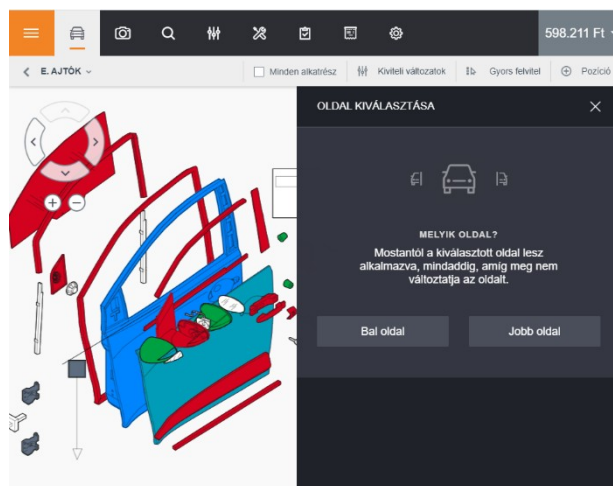 598.211 Ft
E. AJTÓK
Minden alkatrész
Kiviteli változatok
Gyors felvitel
Pozíció
OLDAL KIVÁLASZTÁSA
MELYIK OLDAL?
Mostantól a kiválasztott oldal lesz
alkalmazva, mindaddig, amíg meg nem
változtatja az oldalt.
Bal oldal
Jobb oldal